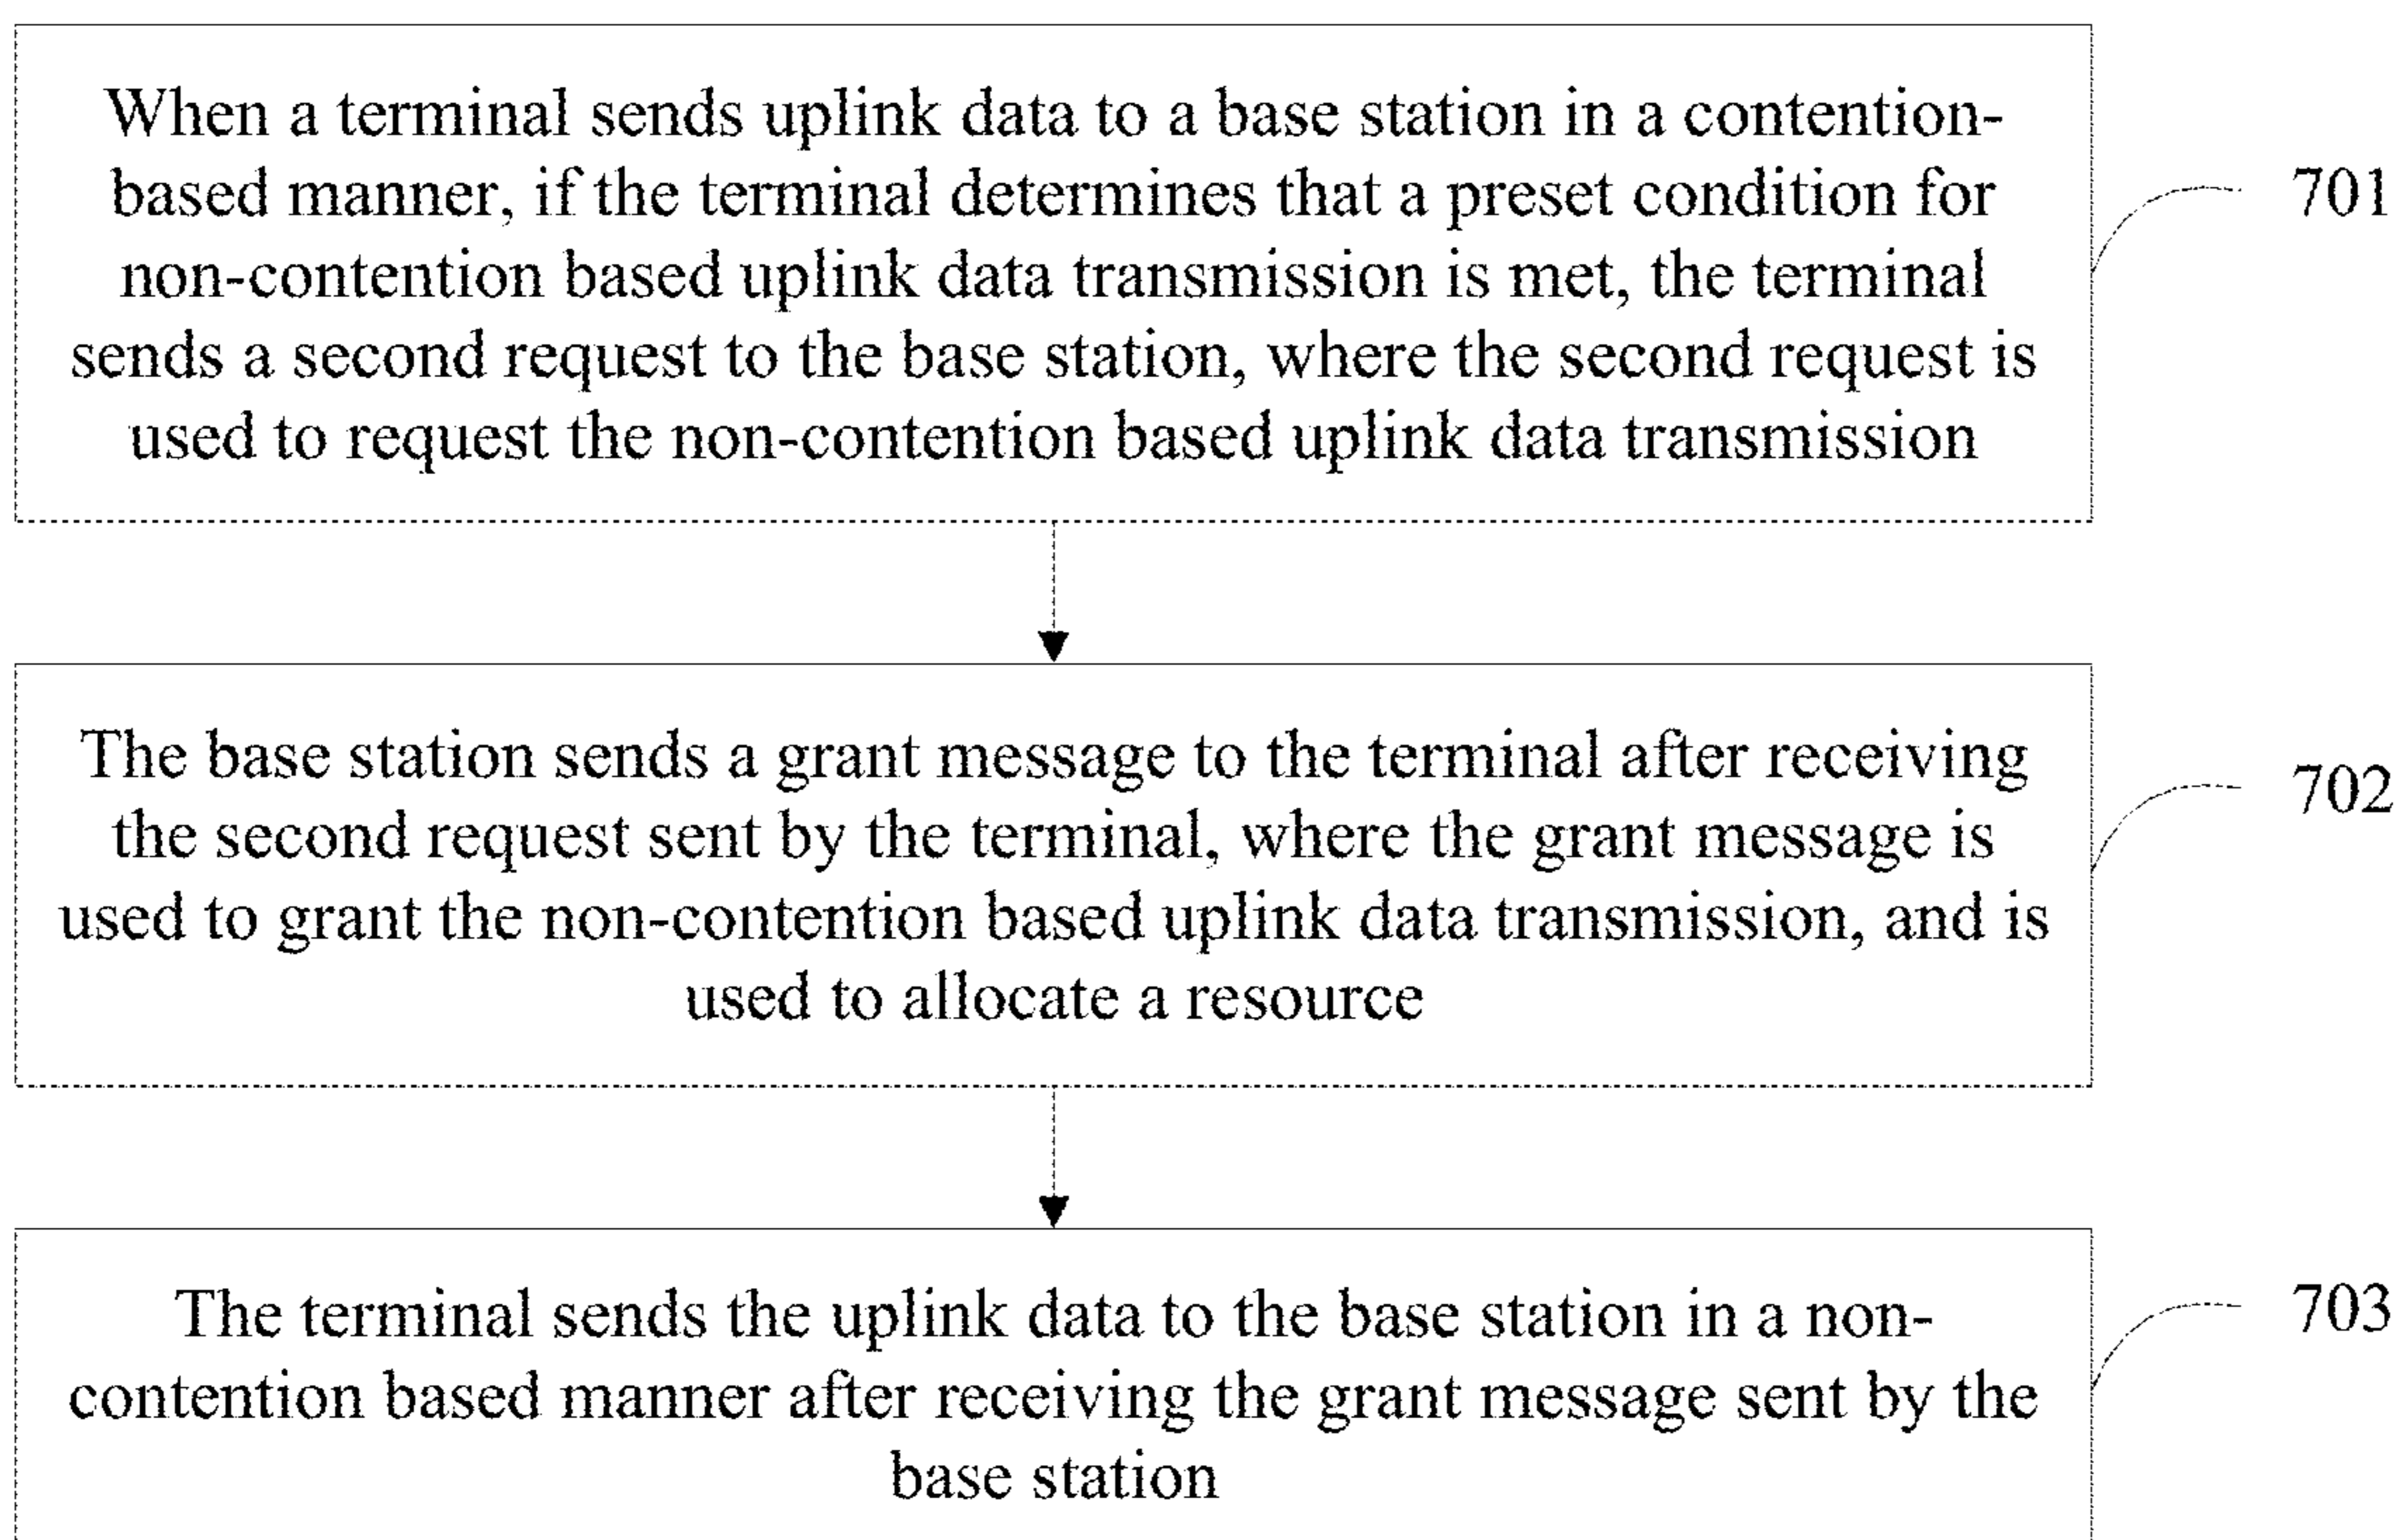 When a terminal sends uplink data to a base station in a contention-
based manner, if the terminal determines that a preset condition for
non-contention based uplink data transmission is met, the terminal
sends a second request to the base station, where the second request is
used to request the non-contention based uplink data transmission
701
The base station sends a grant message to the terminal after receiving
the second request sent by the terminal, where the grant message is
used to grant the non-contention based uplink data transmission, and is
used to allocate a resource
702
The terminal sends the uplink data to the base station in a non-
contention based manner after receiving the grant message sent by the
base station
703